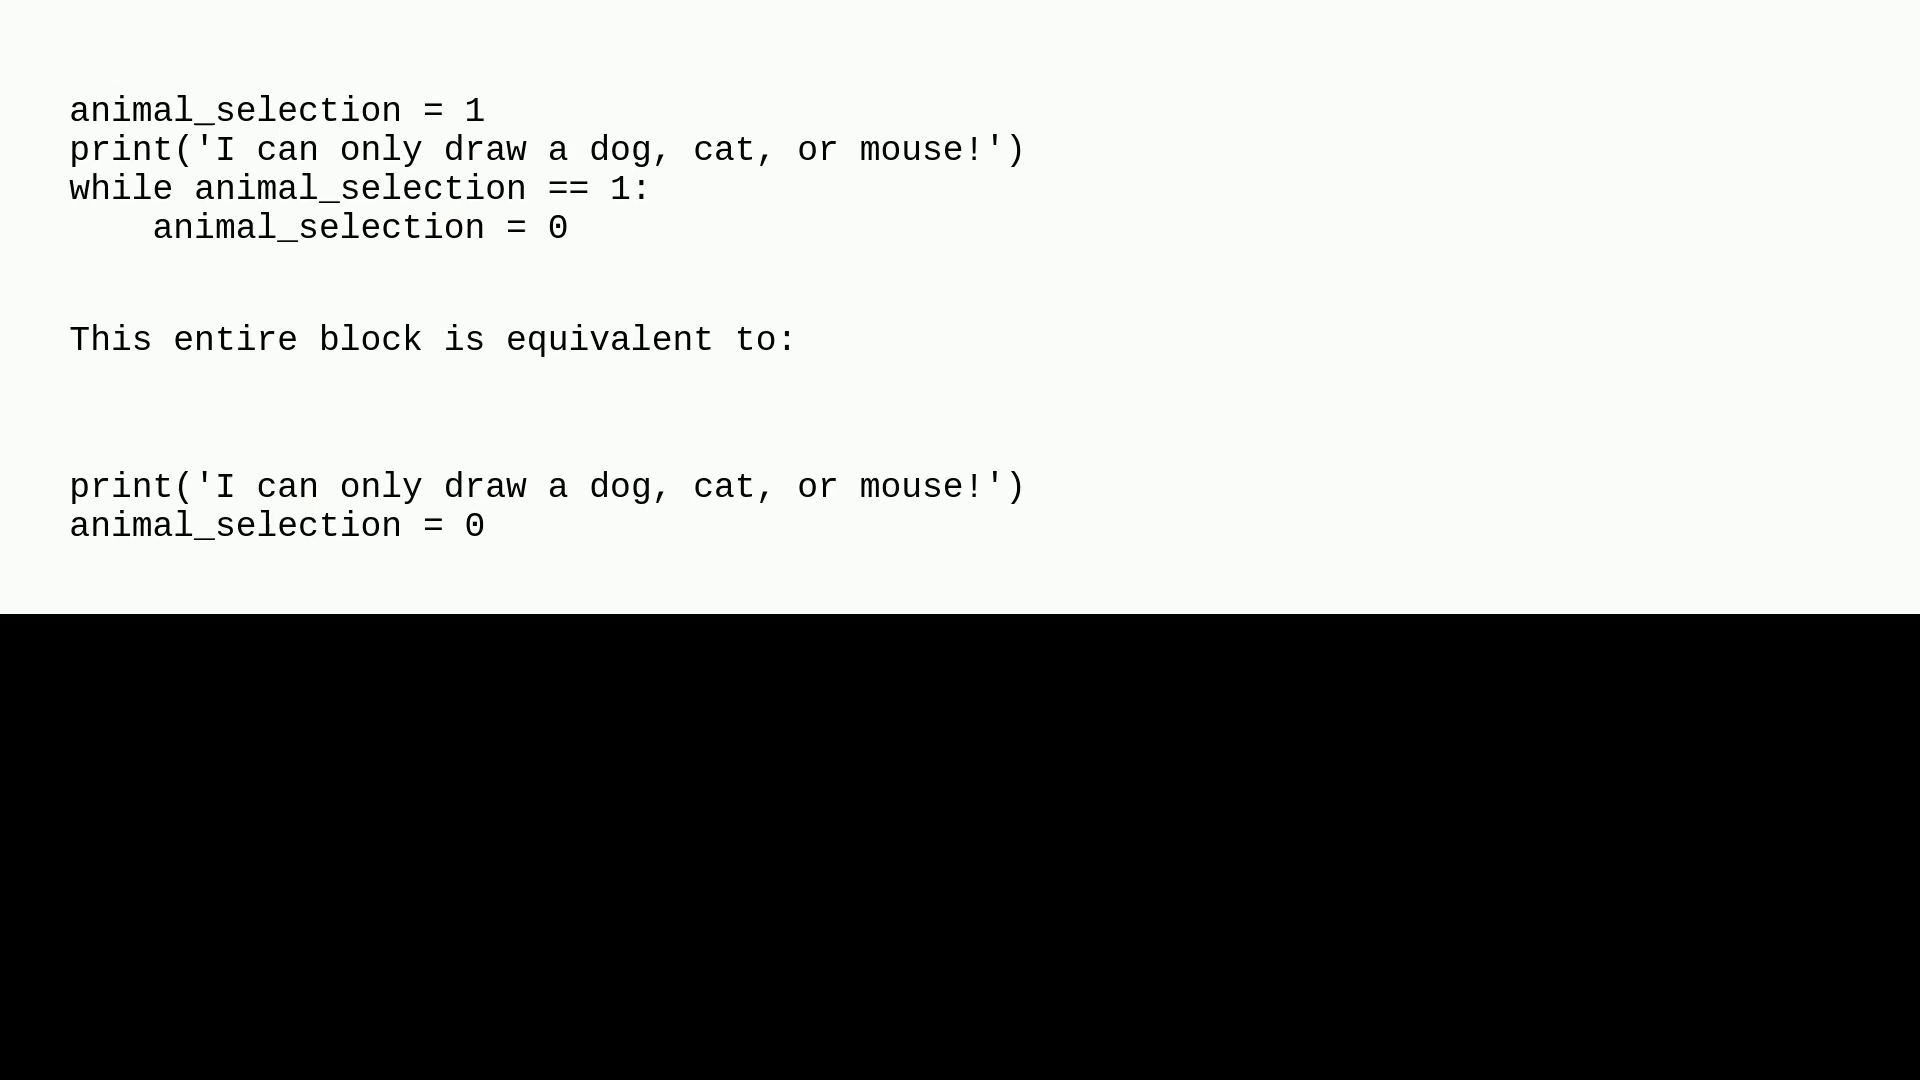 animal_selection = 1
print('I can only draw a dog, cat, or mouse!')
while animal_selection == 1:
    animal_selection = 0
This entire block is equivalent to:
print('I can only draw a dog, cat, or mouse!')
animal_selection = 0